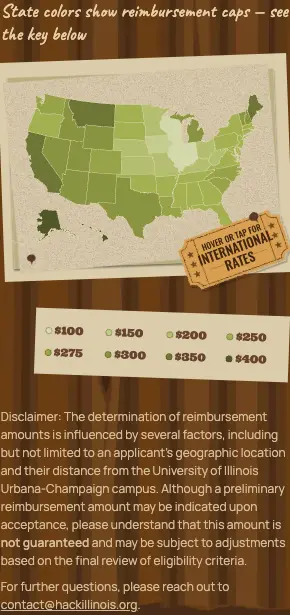 State colors show reimbursement caps — see
the key below
HOVER OR TAP FOR
INTERNATIONAL
RATES
$100 $150 $200 $250
$275 $300 $350 $400
Disclaimer: The determination of reimbursement
amounts is influenced by several factors, including
but not limited to an applicant's geographic location
and their distance from the University of Illinois
Urbana-Champaign campus. Although a preliminary
reimbursement amount may be indicated upon
acceptance, please understand that this amount is
not guaranteed and may be subject to adjustments
based on the final review of eligibility criteria.
For further questions, please reach out to
contact@hackillinois.org.